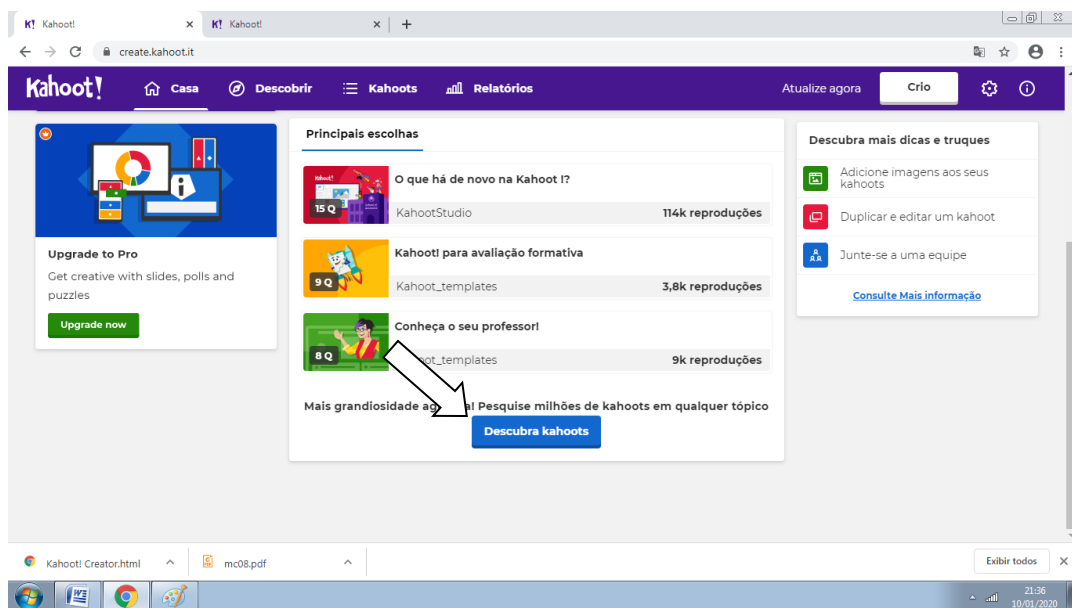 Kahoot!
Kahoot!
create.kahoot.it
Kahoot!
Casa
Descobrir
Kahoots
Relatórios
Atualize agora
Crio
Upgrade to Pro
Get creative with slides, polls and
puzzles
Upgrade now
Principais escolhas
Kahoot!
15 Q
O que há de novo na Kahoot !?
KahootStudio
114k reproduções
9 Q
Kahoot! para avaliação formativa
Kahoot_templates
3,8k reproduções
8 Q
Conheça o seu professor!
oot_templates
9k reproduções
Mais grandiosidade ag a! Pesquise milhões de kahoots em qualquer tópico
Descubra kahoots
Descubra mais dicas e truques
Adicione imagens aos seus
kahoots
Duplicar e editar um kahoot
Junte-se a uma equipe
Consulte Mais informação
Kahoot! Creator.html
mc08.pdf
Exibir todos
21:36
10/01/2020